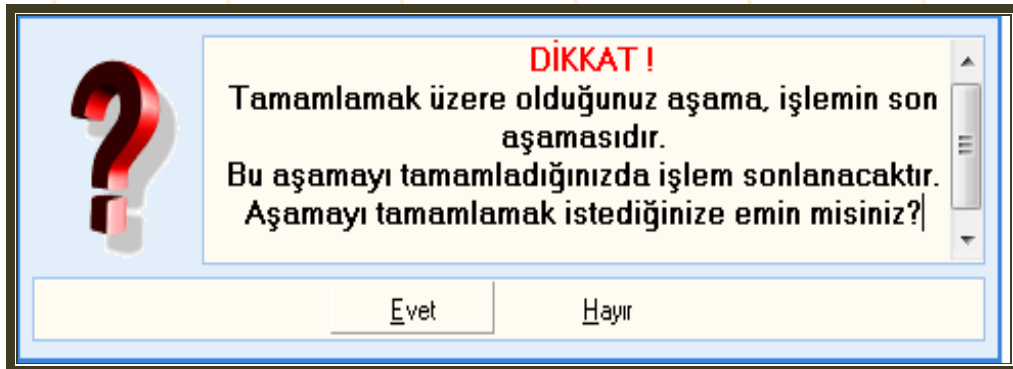 DİKKAT !
Tamamlamak üzere olduğunuz aşama, işlemin son
aşamasıdır.
Bu aşamayı tamamladığınızda işlem sonlanacaktır.
Aşamayı tamamlamak istediğinize emin misiniz?
Evet Hayır